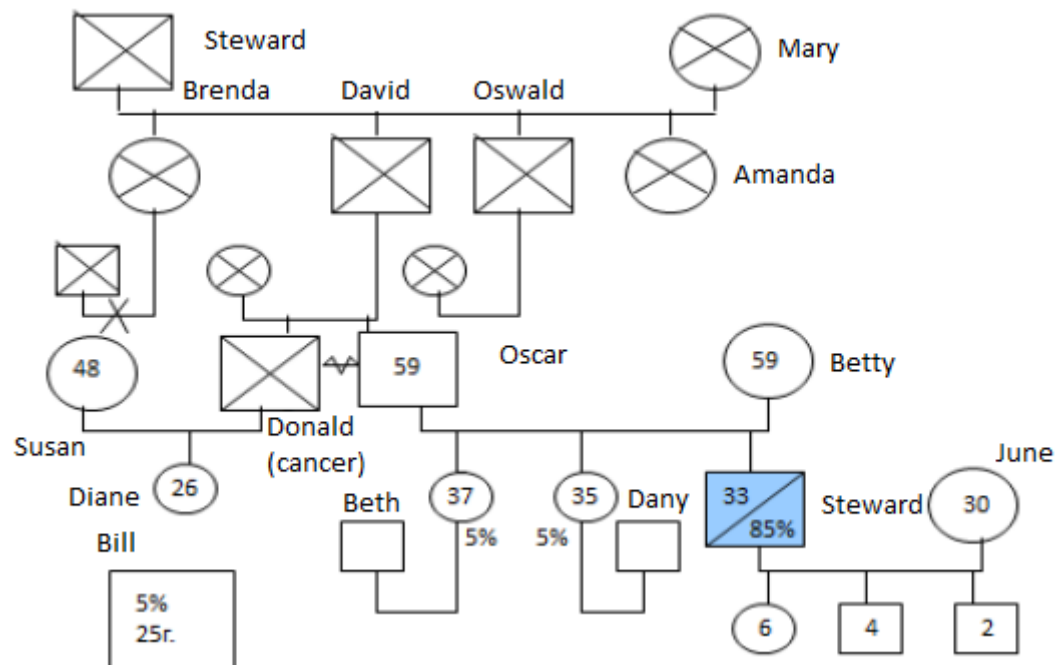 Steward
Mary
Brenda
David
Oswald
Amanda
48
59
Oscar
59
Betty
Susan
Donald
(cancer)
June
Diane
26
Beth
37
35
Dany
33
85%
Steward
30
5%
5%
Bill
5%
25r.
6
4
2